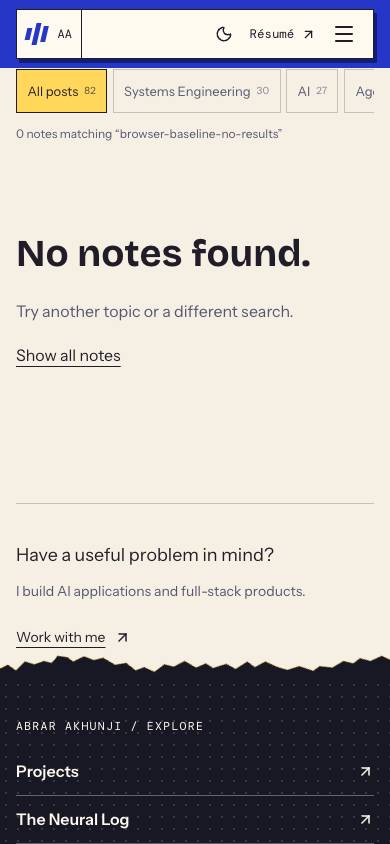 AA
Résumé
All posts 82
Systems Engineering 30
AI 27
Age
0 notes matching “browser-baseline-no-results”
No notes found.
Try another topic or a different search.
Show all notes
Have a useful problem in mind?
I build AI applications and full-stack products.
Work with me
ABRAR AKHUNJI / EXPLORE
Projects
The Neural Log